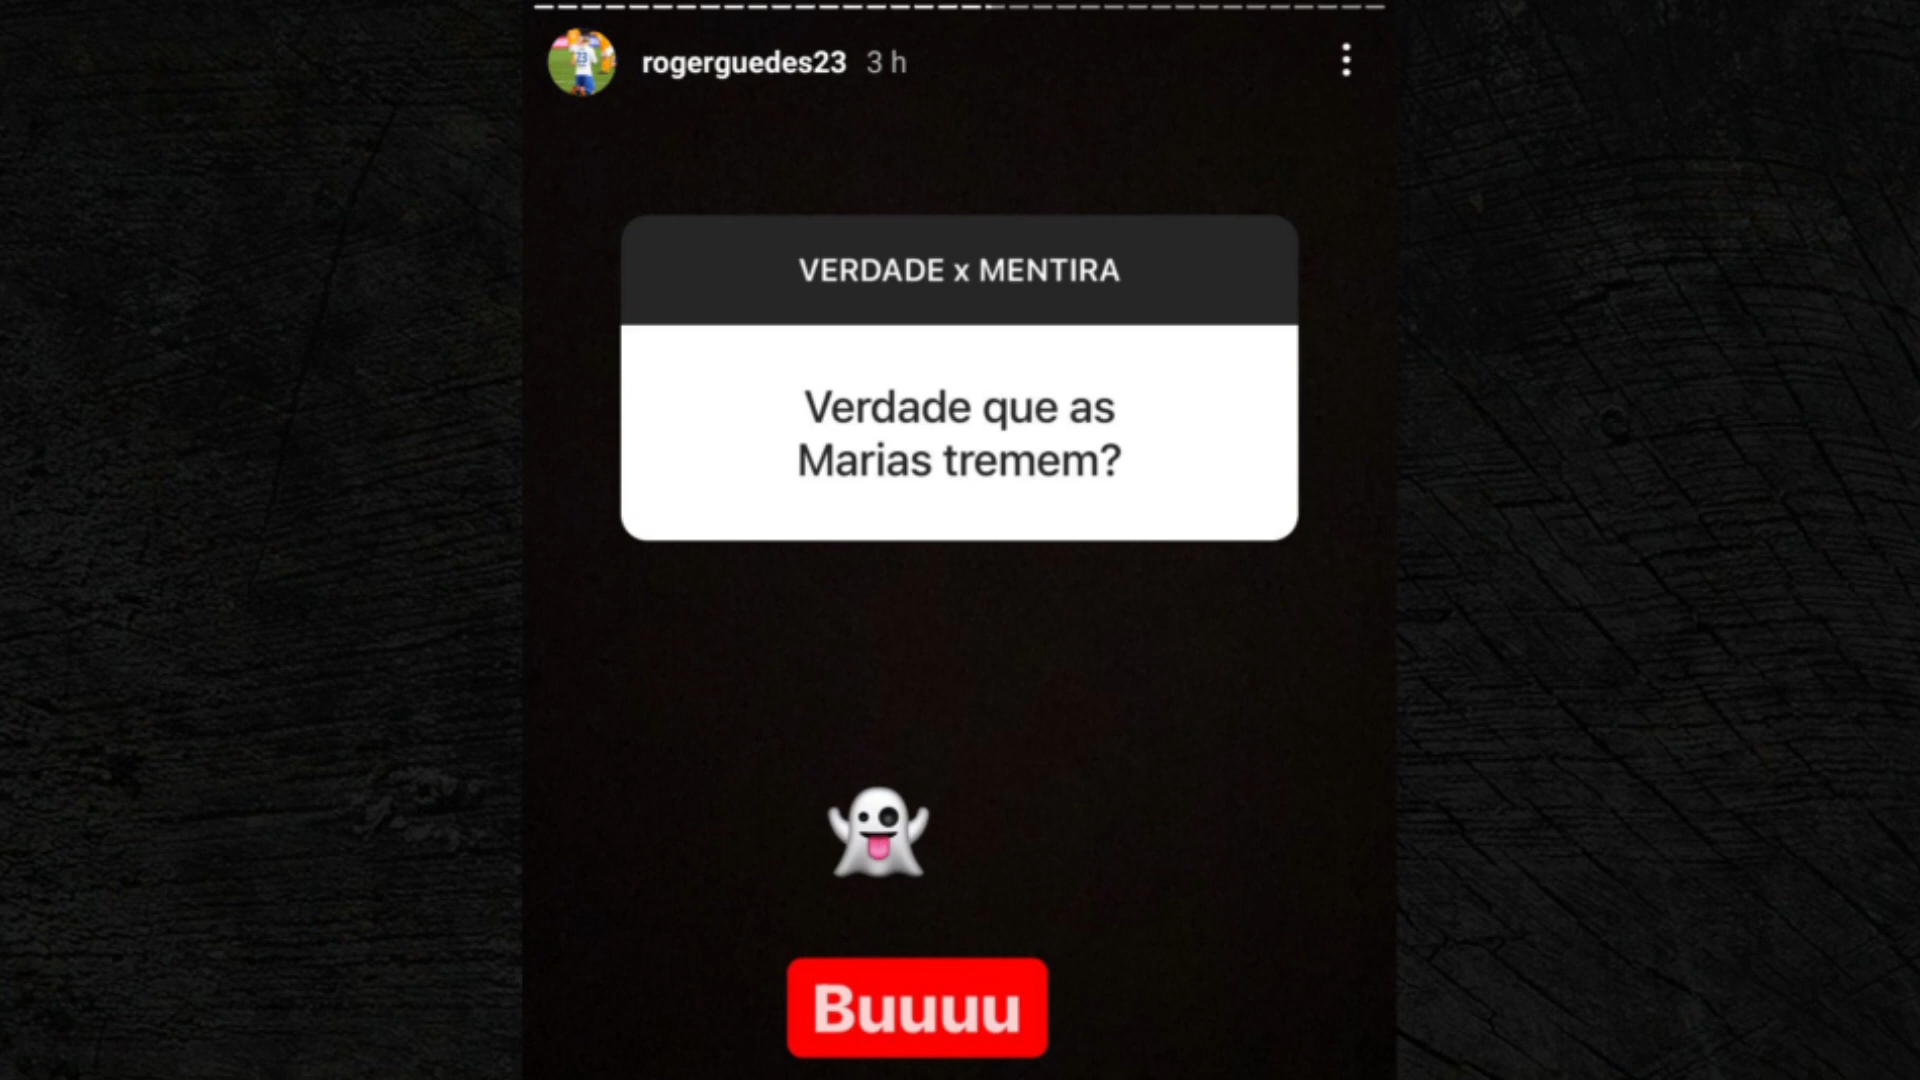 rogerguedes23 3 h
VERDADE x MENTIRA
Verdade que as
Marias tremem?
Buuuu